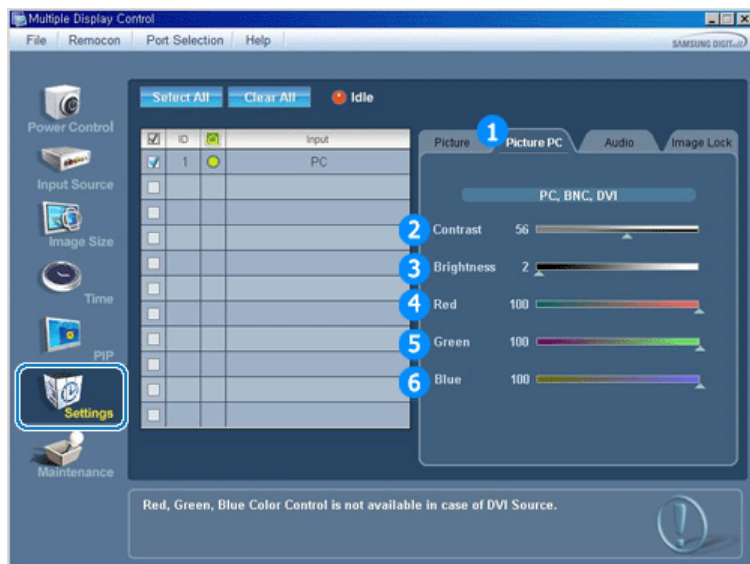 Multiple Display Control
File Remocon Port Selection Help
SAMSUNG DIGITall
Select All Clear All Idle
Power Control
Input Source
Image Size
Time
PIP
Settings
Maintenance
ID Input
1 PC
Picture 1 Picture PC Audio Image Lock
PC, BNC, DVI
2 Contrast 56
3 Brightness 2
4 Red 100
5 Green 100
6 Blue 100
Red, Green, Blue Color Control is not available in case of DVI Source.